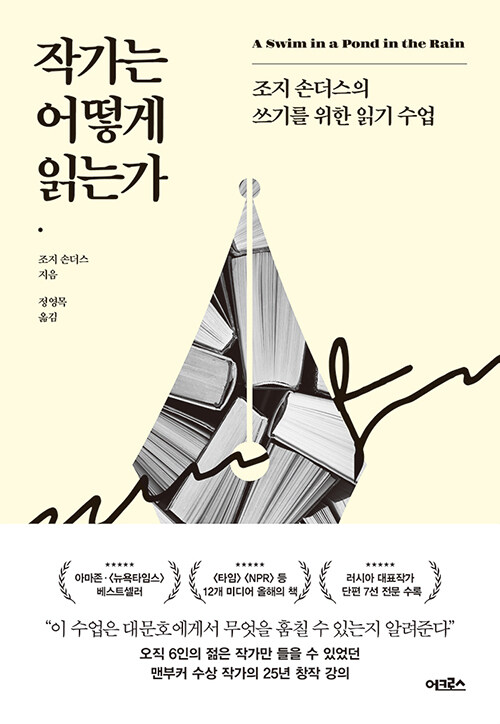 작가는
어떻게
읽는가
A Swim in a Pond in the Rain
조지 손더스의
쓰기를 위한 읽기 수업
조지 손더스
지음
정영목
옮김
★★★★★
아마존·〈뉴욕타임스〉
베스트셀러
★★★★★
〈타임〉 〈NPR〉 등
12개 미디어 올해의 책
★★★★★
러시아 대표작가
단편 7선 전문 수록
“이 수업은 대문호에게서 무엇을 훔칠 수 있는지 알려준다”
오직 6인의 젊은 작가만 들을 수 있었던
맨부커 수상 작가의 25년 창작 강의
어크로스